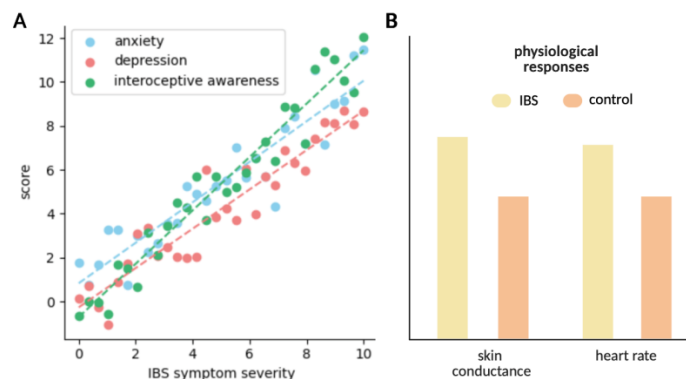 A
anxiety
depression
interoceptive awareness
12
10
8
6
4
2
0
score
0
2
4
6
8
10
IBS symptom severity
B
physiological
responses
IBS
control
skin
conductance
heart rate